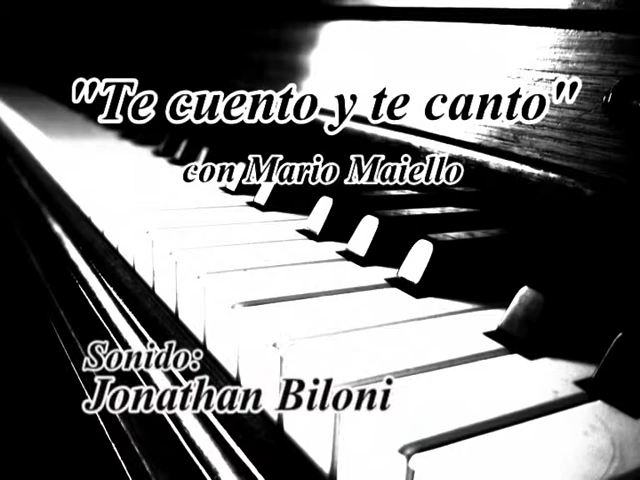 "Te cuento y te canto"
con Mario Maiello
Sonido:
Jonathan Biloni